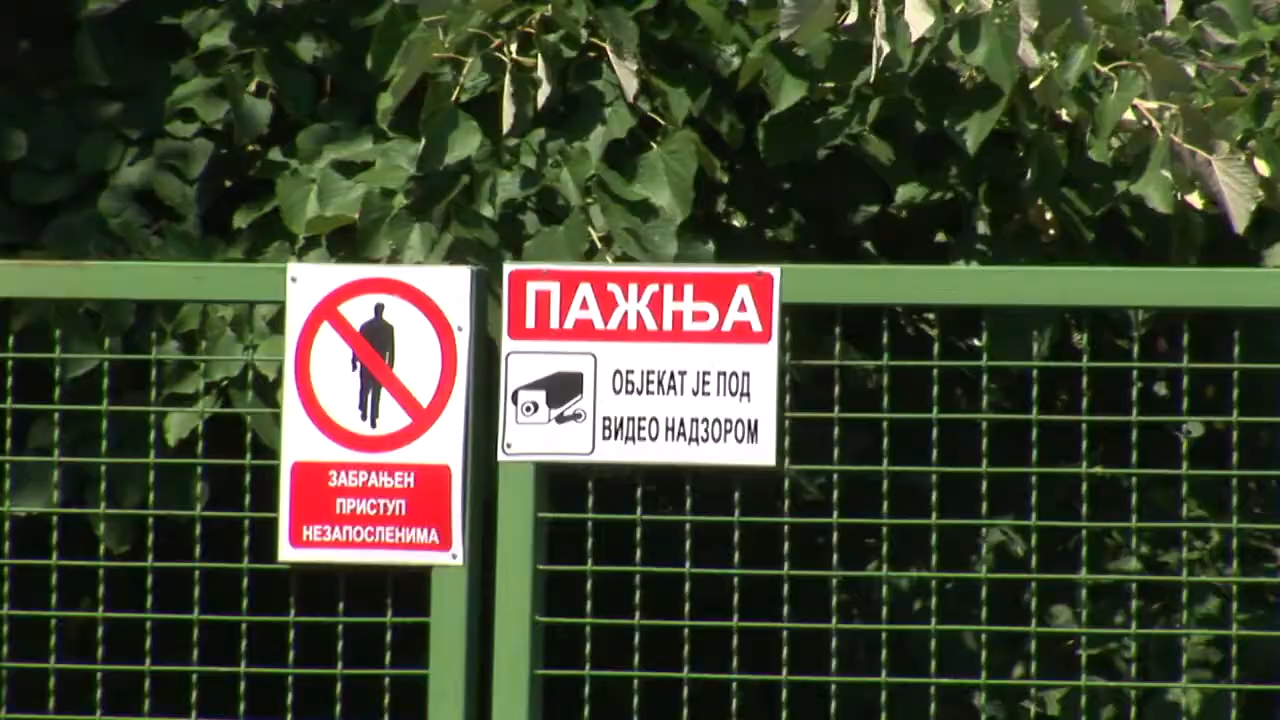 ЗАБРАЊЕН
ПРИСТУП
НЕЗАПОСЛЕНИМА
ПАЖЊА
ОБЈЕКАТ ЈЕ ПОД
ВИДЕО НАДЗОРОМ